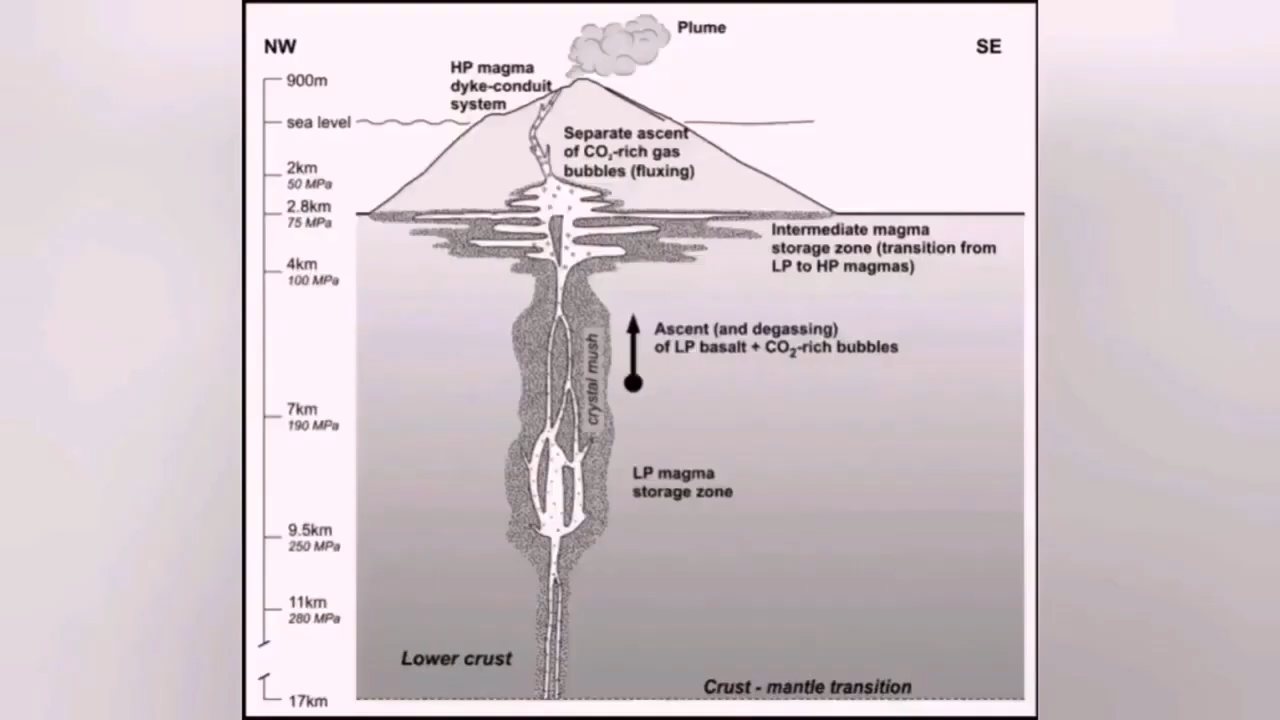 Plume
NW
SE
HP magma
dyke-conduit
system
900m
sea level
Separate ascent
of CO₂-rich gas
bubbles (fluxing)
2km
50 MPa
2.8km
75 MPa
Intermediate magma
storage zone (transition from
LP to HP magmas)
4km
100 MPa
Ascent (and degassing)
of LP basalt + CO₂-rich bubbles
crystal mush
7km
190 MPa
LP magma
storage zone
9.5km
250 MPa
11km
280 MPa
Lower crust
Crust - mantle transition
17km